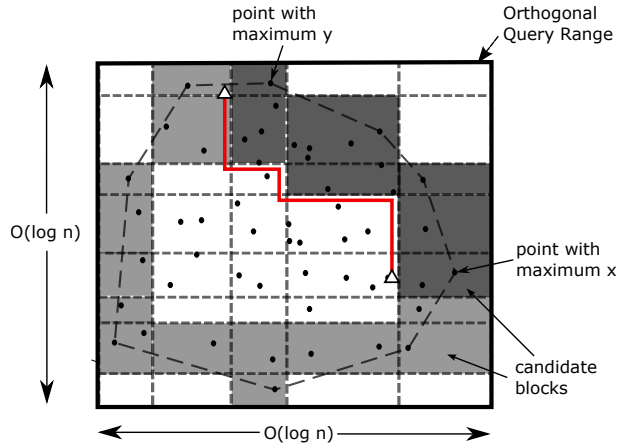 point with
maximum y
Orthogonal
Query Range
O(log n)
point with
maximum x
candidate
blocks
O(log n)